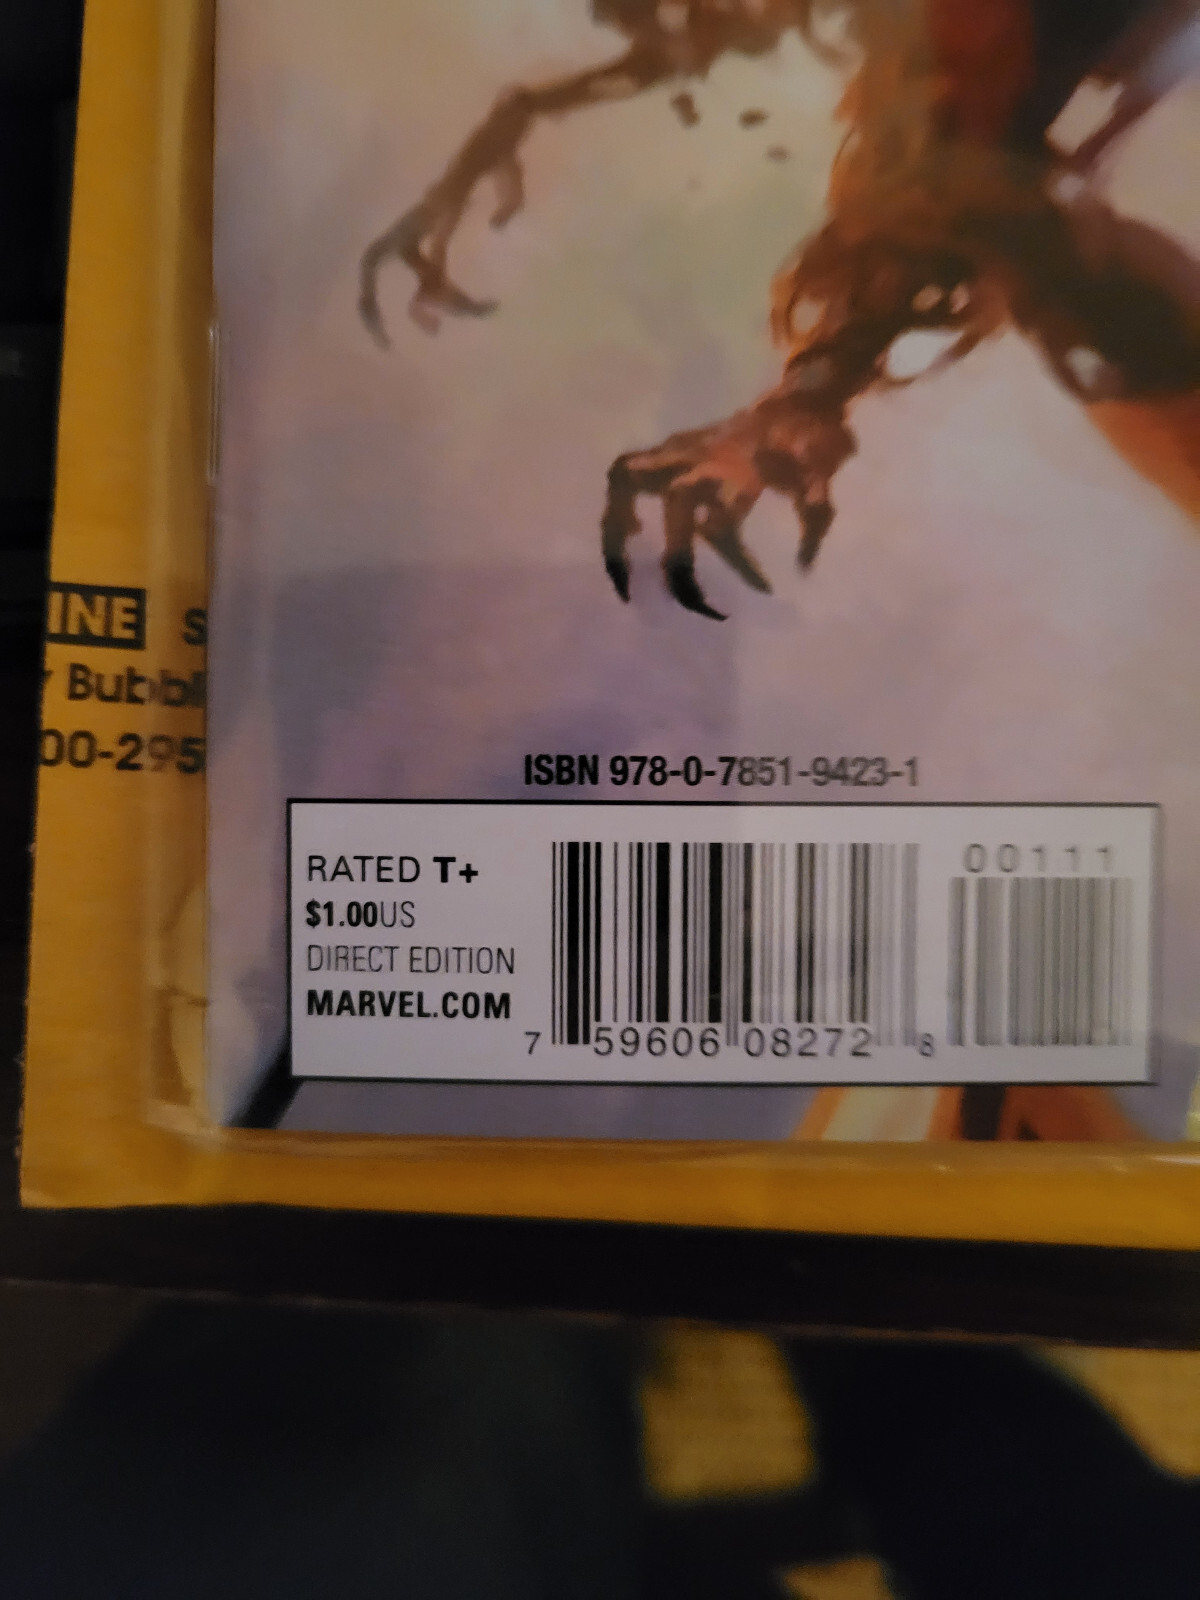 INE S
Bubbl
00-295
ISBN 978-0-7851-9423-1
RATED T+
$1.00US
DIRECT EDITION
MARVEL.COM
7 59606 08272 8
00111